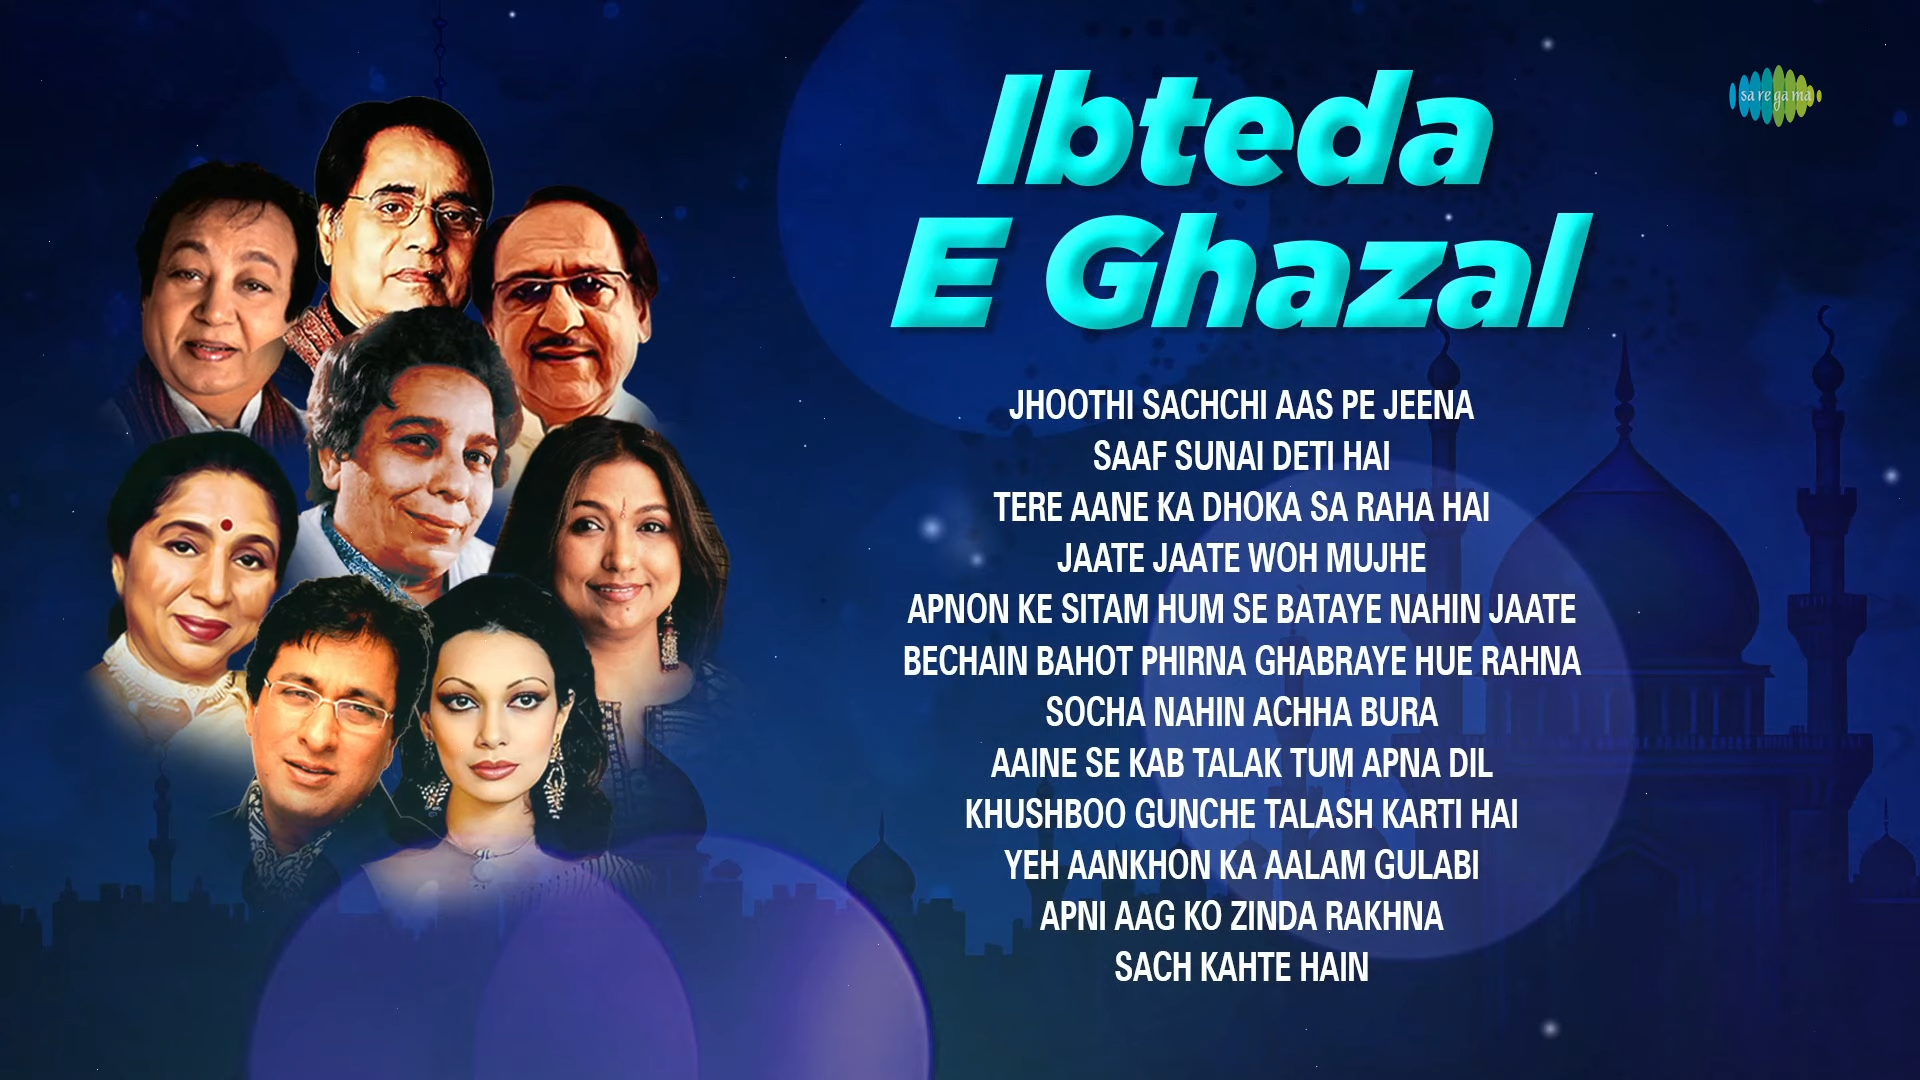 Ibteda
E Ghazal
sa re ga ma
JHOOTHI SACHCHI AAS PE JEENA
SAAF SUNAI DETI HAI
TERE AANE KA DHOKA SA RAHA HAI
JAATE JAATE WOH MUJHE
APNON KE SITAM HUM SE BATAYE NAHIN JAATE
BECHAIN BAHOT PHIRNA GHABRAYE HUE RAHNA
SOCHA NAHIN ACHHA BURA
AAINE SE KAB TALAK TUM APNA DIL
KHUSHBOO GUNCHE TALASH KARTI HAI
YEH AANKHON KA AALAM GULABI
APNI AAG KO ZINDA RAKHNA
SACH KAHTE HAIN